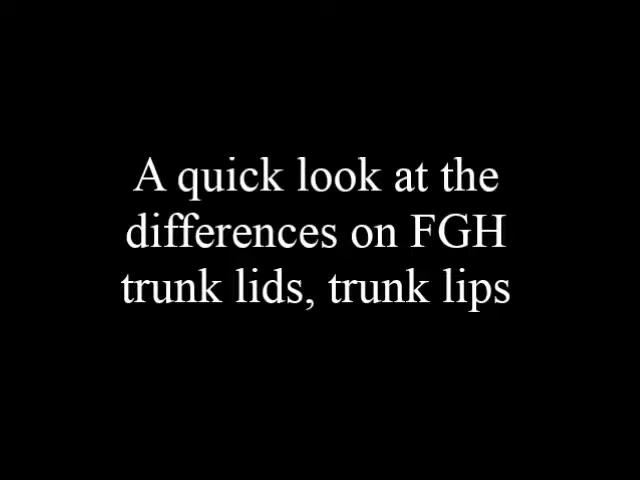 A quick look at the
differences on FGH
trunk lids, trunk lips